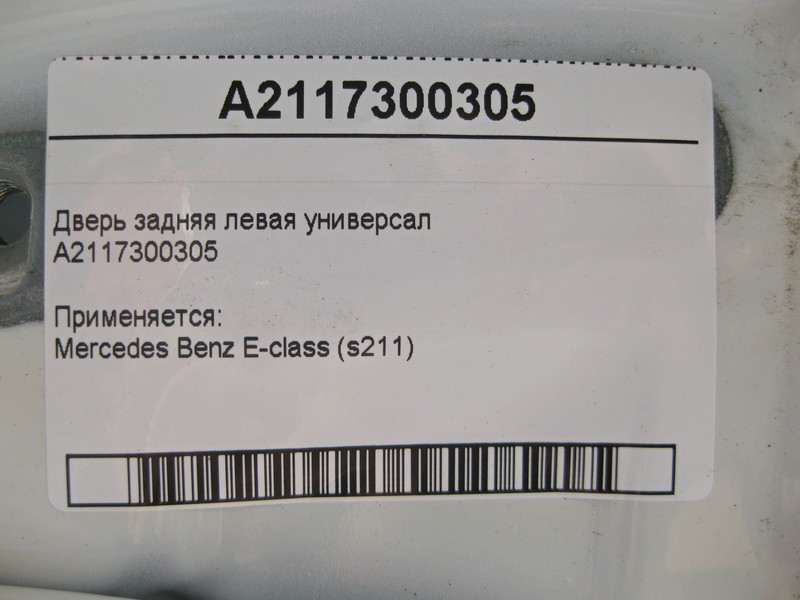 A2117300305
Дверь задняя левая универсал
A2117300305
Применяется:
Mercedes Benz E-class (s211)